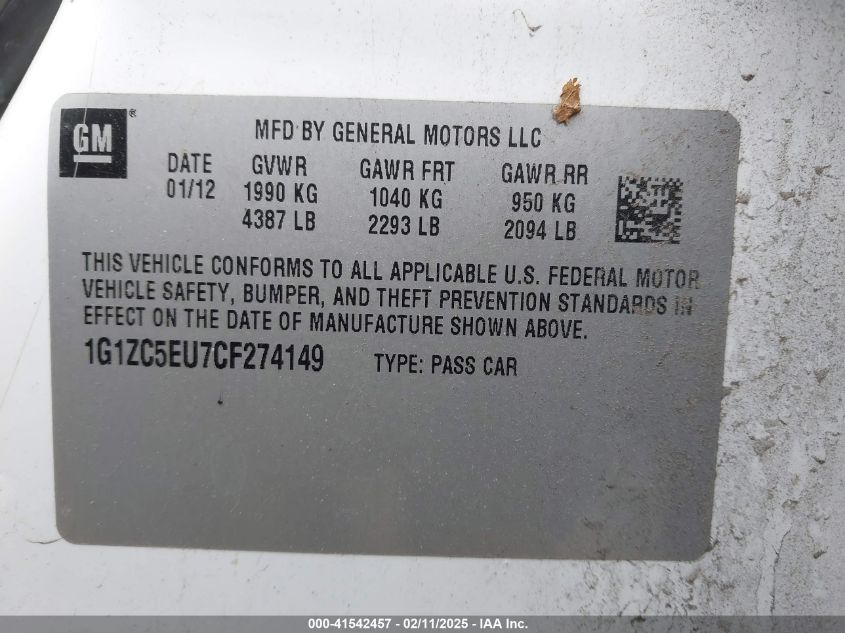 GM ®
MFD BY GENERAL MOTORS LLC
DATE GVWR GAWR FRT GAWR RR
01/12 1990 KG 1040 KG 950 KG
4387 LB 2293 LB 2094 LB
THIS VEHICLE CONFORMS TO ALL APPLICABLE U.S. FEDERAL MOTOR
VEHICLE SAFETY, BUMPER, AND THEFT PREVENTION STANDARDS IN
EFFECT ON THE DATE OF MANUFACTURE SHOWN ABOVE.
1G1ZC5EU7CF274149 TYPE: PASS CAR
000-41542457 - 02/11/2025 - IAA Inc.